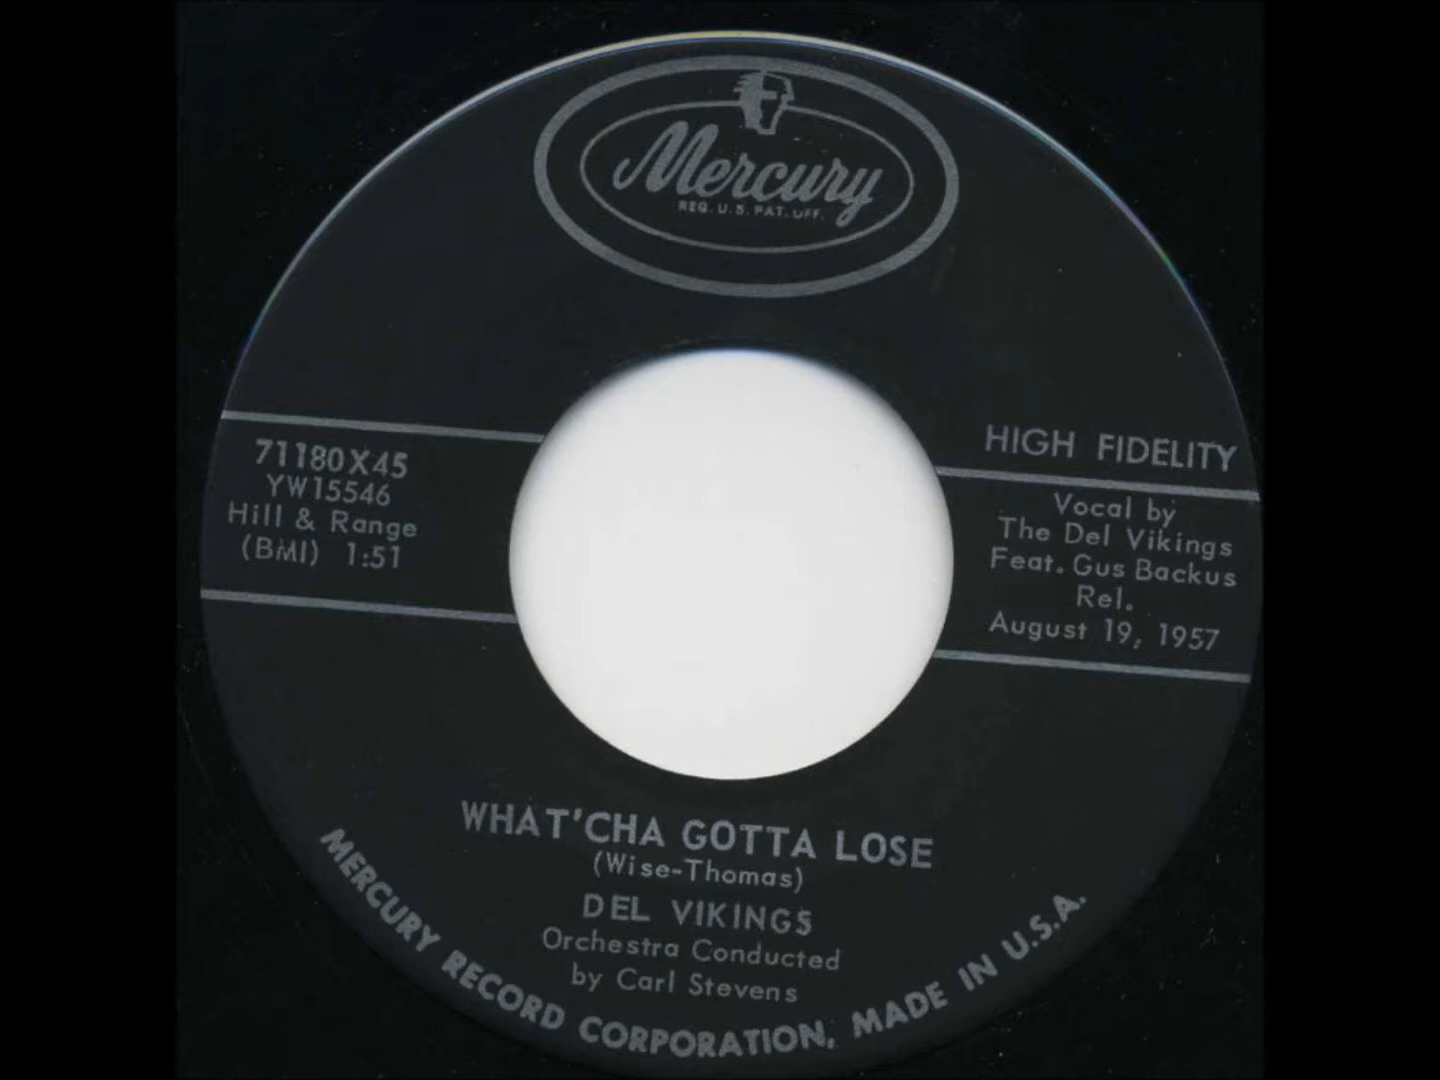 Mercury
REG. U.S. PAT. OFF.
71180X45
YW15546
Hill & Range
(BMI) 1:51
HIGH FIDELITY
Vocal by
The Del Vikings
Feat. Gus Backus
Rel.
August 19, 1957
WHAT'CHA GOTTA LOSE
(Wise-Thomas)
DEL VIKINGS
Orchestra Conducted
by Carl Stevens
MERCURY RECORD CORPORATION, MADE IN U.S.A.